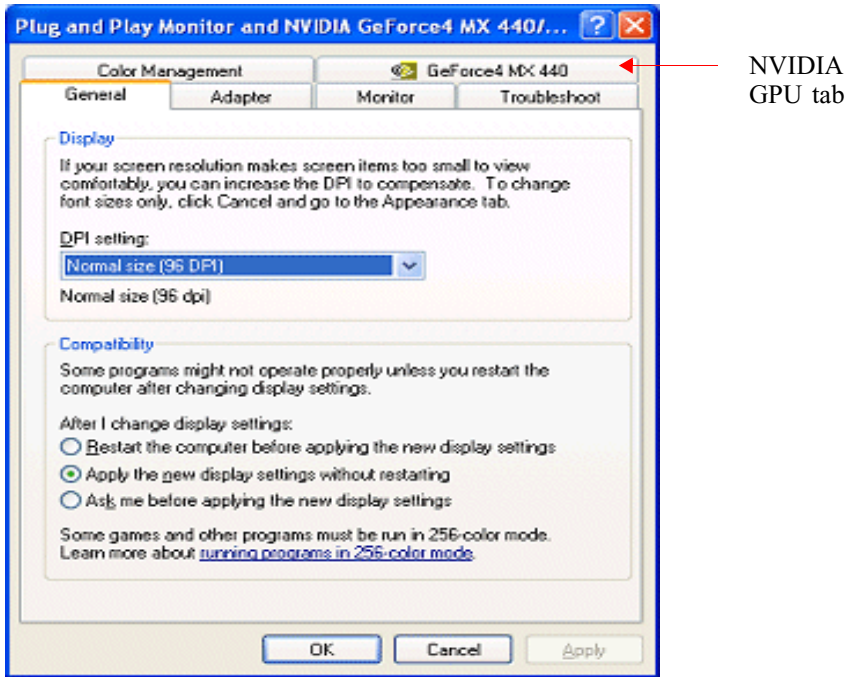 Plug and Play Monitor and NVIDIA GeForce4 MX 440/...
Color Management
GeForce4 MX 440
NVIDIA
GPU tab
General
Adapter
Monitor
Troubleshoot
Display
If your screen resolution makes screen items too small to view
comfortably, you can increase the DPI to compensate. To change
font sizes only, click Cancel and go to the Appearance tab.
DPI setting:
Normal size (96 DPI)
Normal size (96 dpi)
Compatibility
Some programs might not operate properly unless you restart the
computer after changing display settings.
After I change display settings:
Restart the computer before applying the new display settings
Apply the new display settings without restarting
Ask me before applying the new display settings
Some games and other programs must be run in 256-color mode.
Learn more about running programs in 256-color mode.
OK
Cancel
Apply